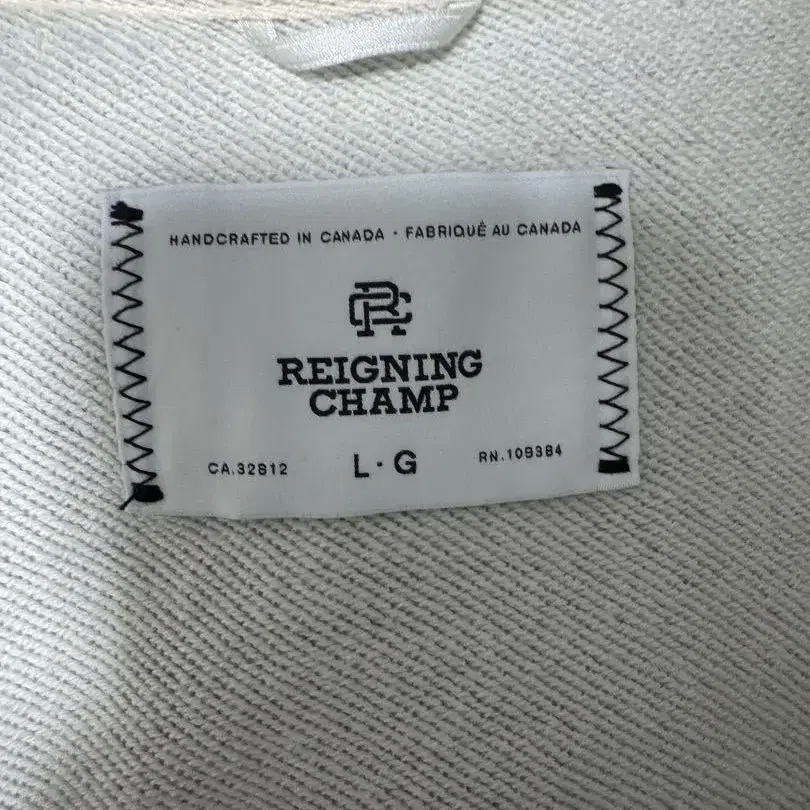 HANDCRAFTED IN CANADA · FABRIQUÉ AU CANADA
RC
REIGNING
CHAMP
CA.32812 L·G RN.109384